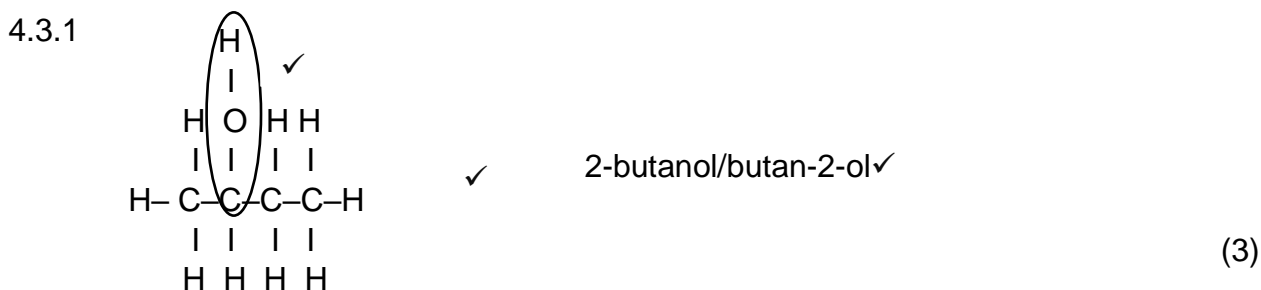 4.3.1
H
I ✓
H O H H
I I I I
H– C–C–C–C–H ✓ 2-butanol/butan-2-ol✓
I I I I
H H H H
(3)